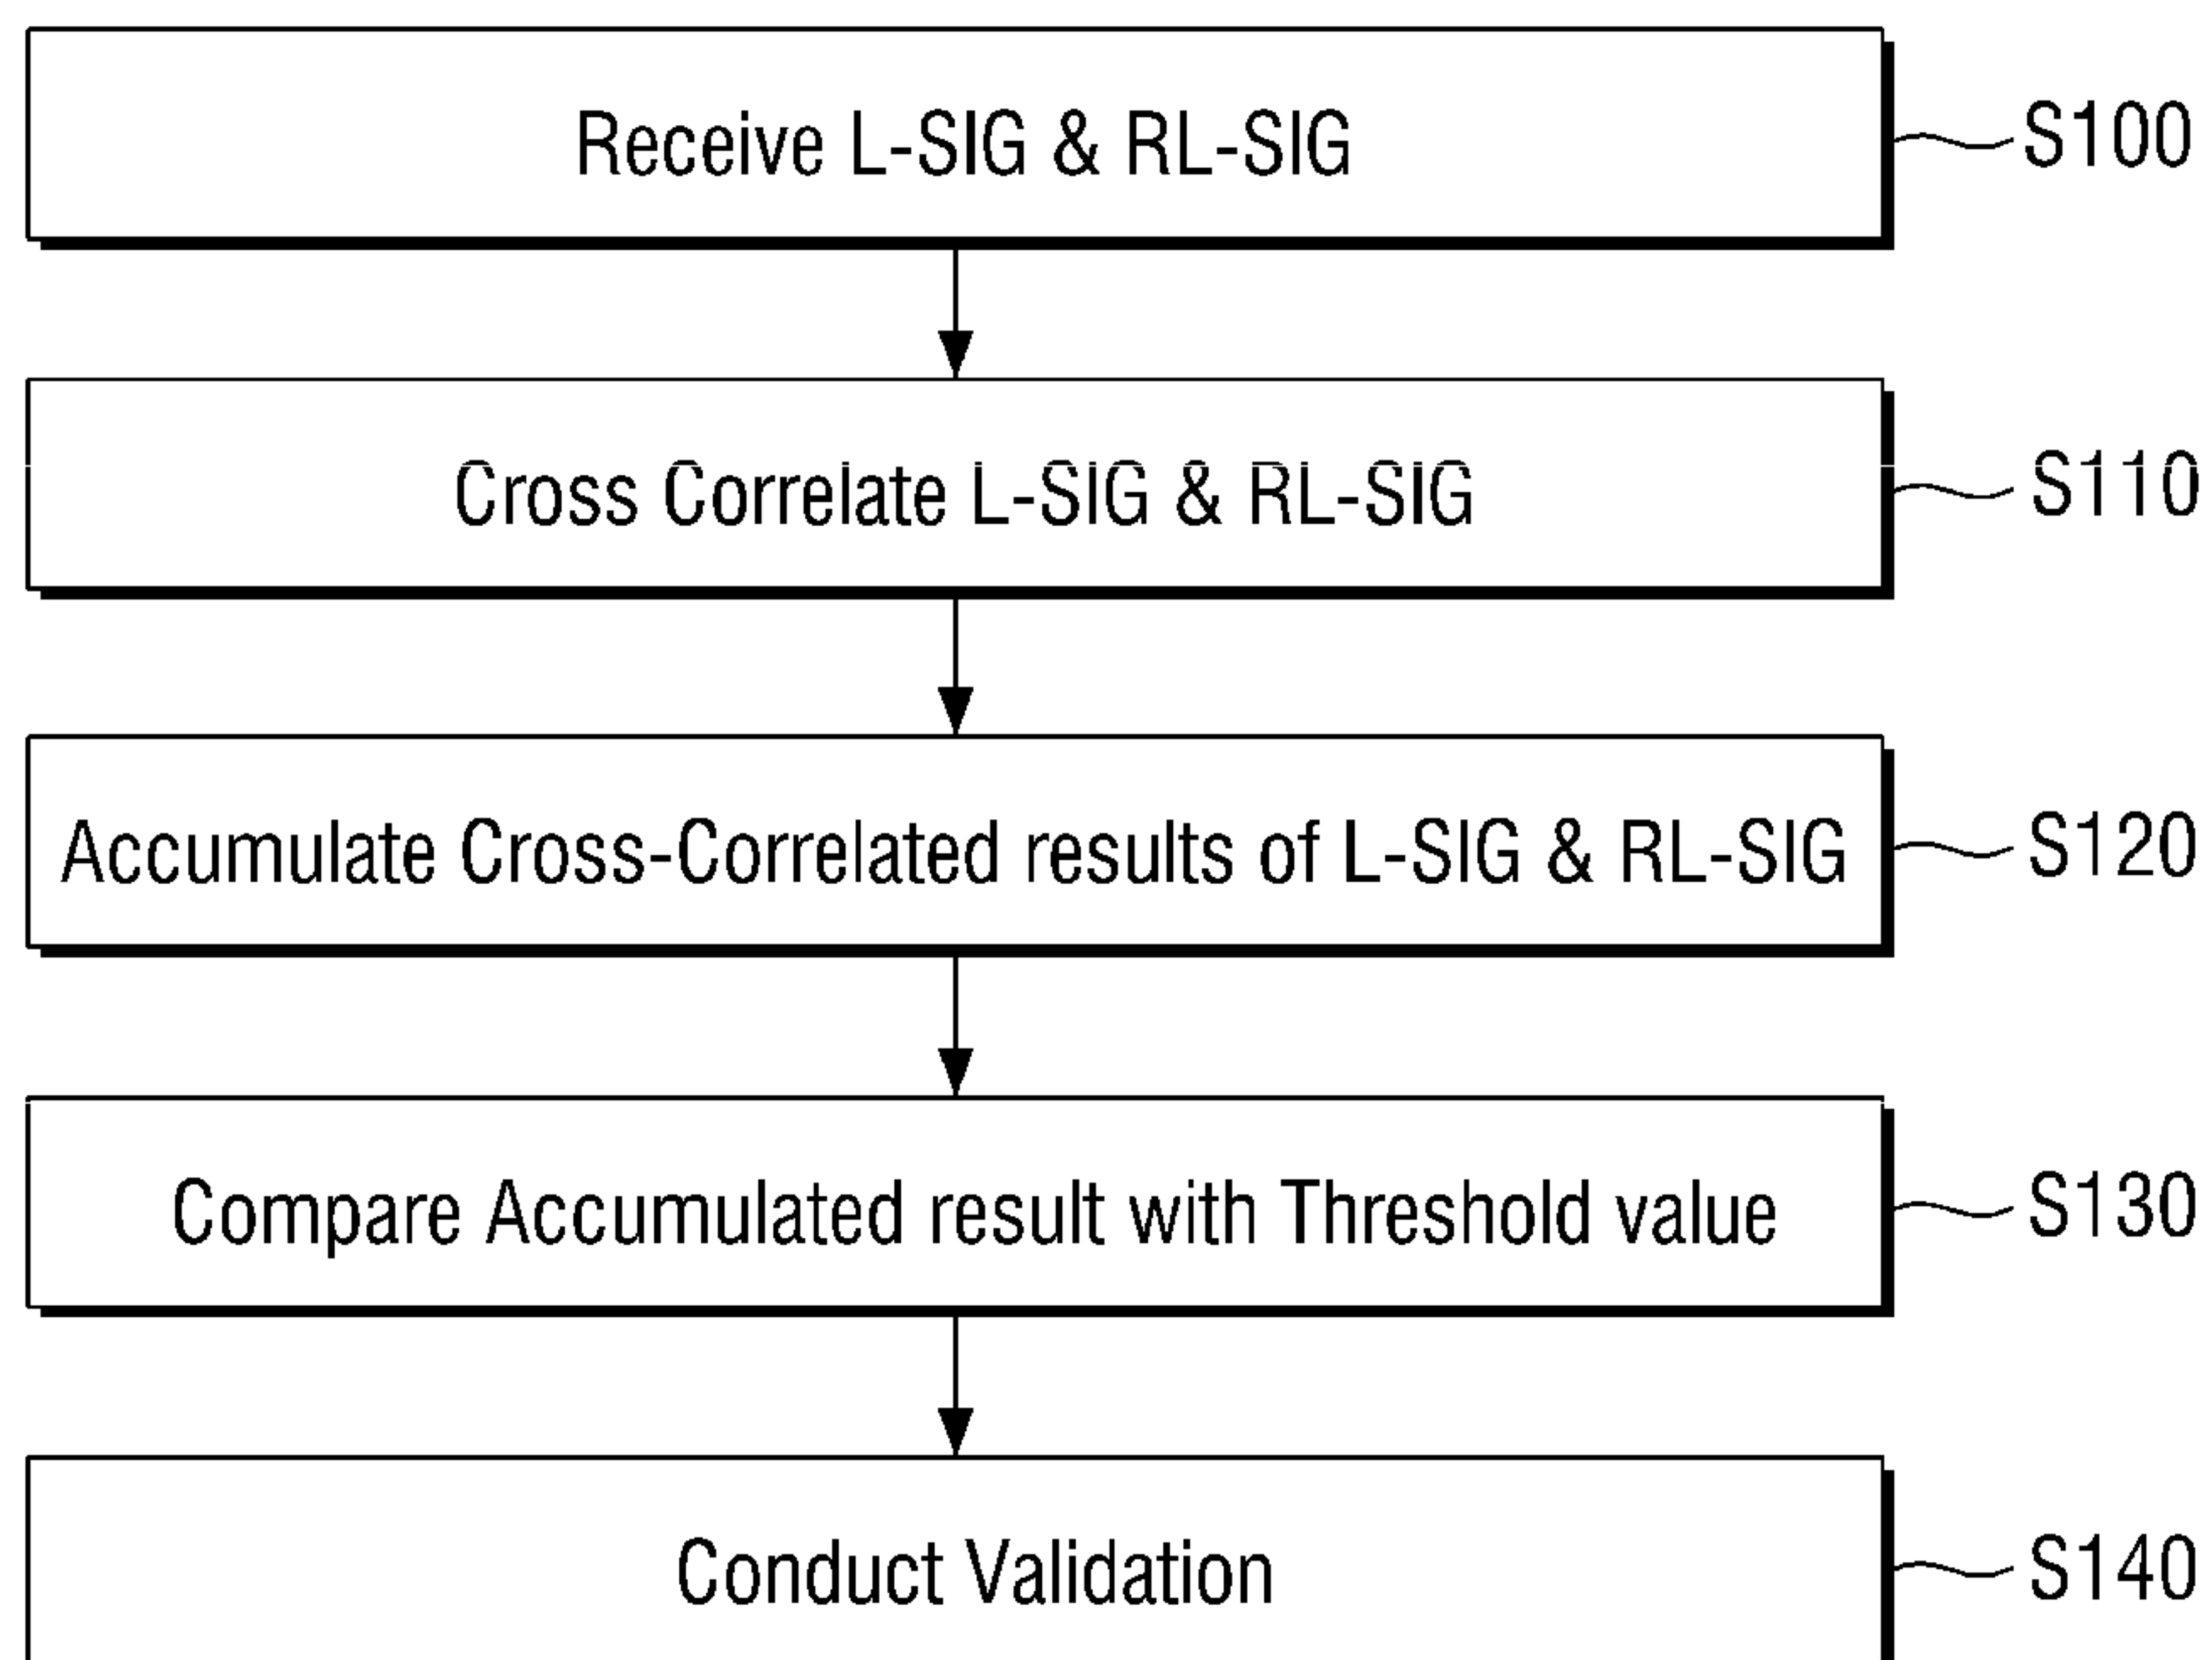 Receive L-SIG & RL-SIG
S100
Cross Correlate L-SIG & RL-SIG
S110
Accumulate Cross-Correlated results of L-SIG & RL-SIG
S120
Compare Accumulated result with Threshold value
S130
Conduct Validation
S140